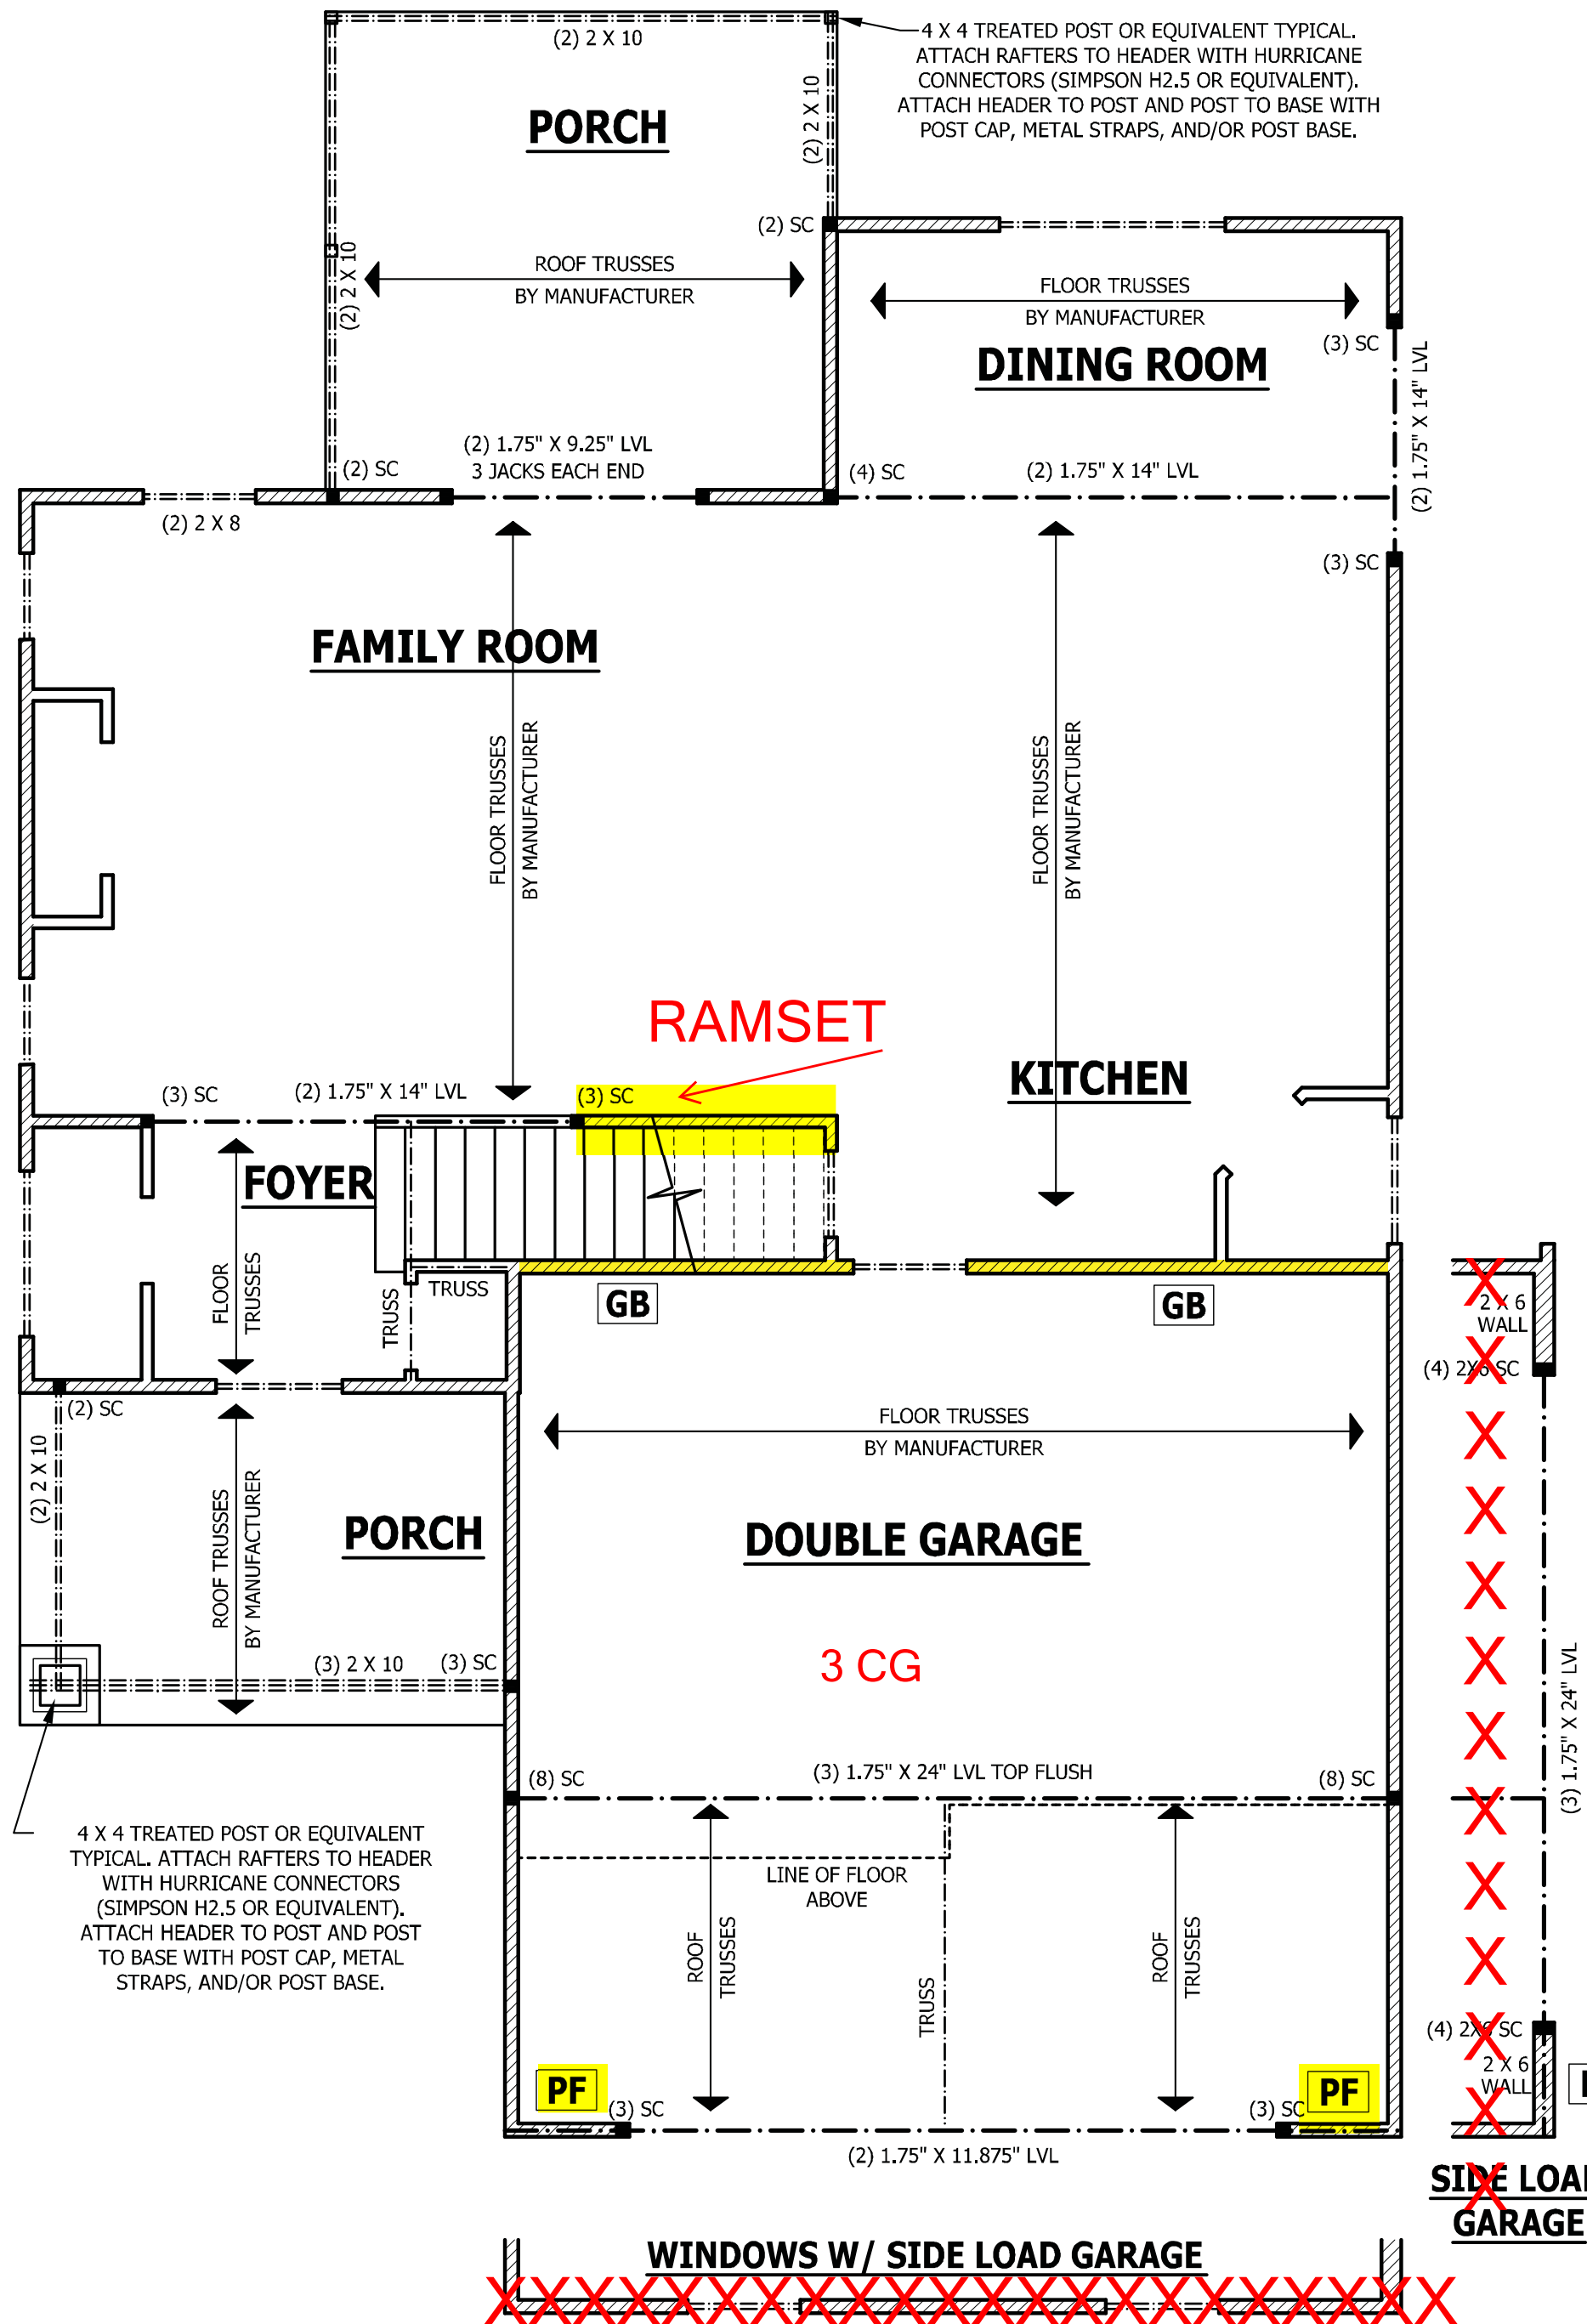 (2) 2 X 10
4 X 4 TREATED POST OR EQUIVALENT TYPICAL.
ATTACH RAFTERS TO HEADER WITH HURRICANE
CONNECTORS (SIMPSON H2.5 OR EQUIVALENT).
ATTACH HEADER TO POST AND POST TO BASE WITH
POST CAP, METAL STRAPS, AND/OR POST BASE.
PORCH
(2) 2 X 10
(2) SC
(2) 2 X 10
ROOF TRUSSES
BY MANUFACTURER
FLOOR TRUSSES
BY MANUFACTURER
DINING ROOM
(3) SC
(2) 1.75" X 14" LVL
(2) 1.75" X 9.25" LVL
3 JACKS EACH END
(2) SC
(4) SC
(2) 1.75" X 14" LVL
(2) 2 X 8
(3) SC
FAMILY ROOM
FLOOR TRUSSES
BY MANUFACTURER
FLOOR TRUSSES
BY MANUFACTURER
RAMSET
KITCHEN
(3) SC
(2) 1.75" X 14" LVL
(3) SC
FOYER
FLOOR
TRUSSES
TRUSS
TRUSS
GB
GB
2 X 6
WALL
(4) 2X6 SC
(2) SC
FLOOR TRUSSES
BY MANUFACTURER
(2) 2 X 10
ROOF TRUSSES
BY MANUFACTURER
PORCH
DOUBLE GARAGE
(3) 2 X 10
(3) SC
3 CG
(3) 1.75" X 24" LVL
(8) SC
(3) 1.75" X 24" LVL TOP FLUSH
(8) SC
4 X 4 TREATED POST OR EQUIVALENT
TYPICAL. ATTACH RAFTERS TO HEADER
WITH HURRICANE CONNECTORS
(SIMPSON H2.5 OR EQUIVALENT).
ATTACH HEADER TO POST AND POST
TO BASE WITH POST CAP, METAL
STRAPS, AND/OR POST BASE.
LINE OF FLOOR
ABOVE
ROOF
TRUSSES
TRUSS
ROOF
TRUSSES
(4) 2X6 SC
2 X 6
WALL
PF
PF
(3) SC
(3) SC
(2) 1.75" X 11.875" LVL
SIDE LOAD
GARAGE
WINDOWS W/ SIDE LOAD GARAGE